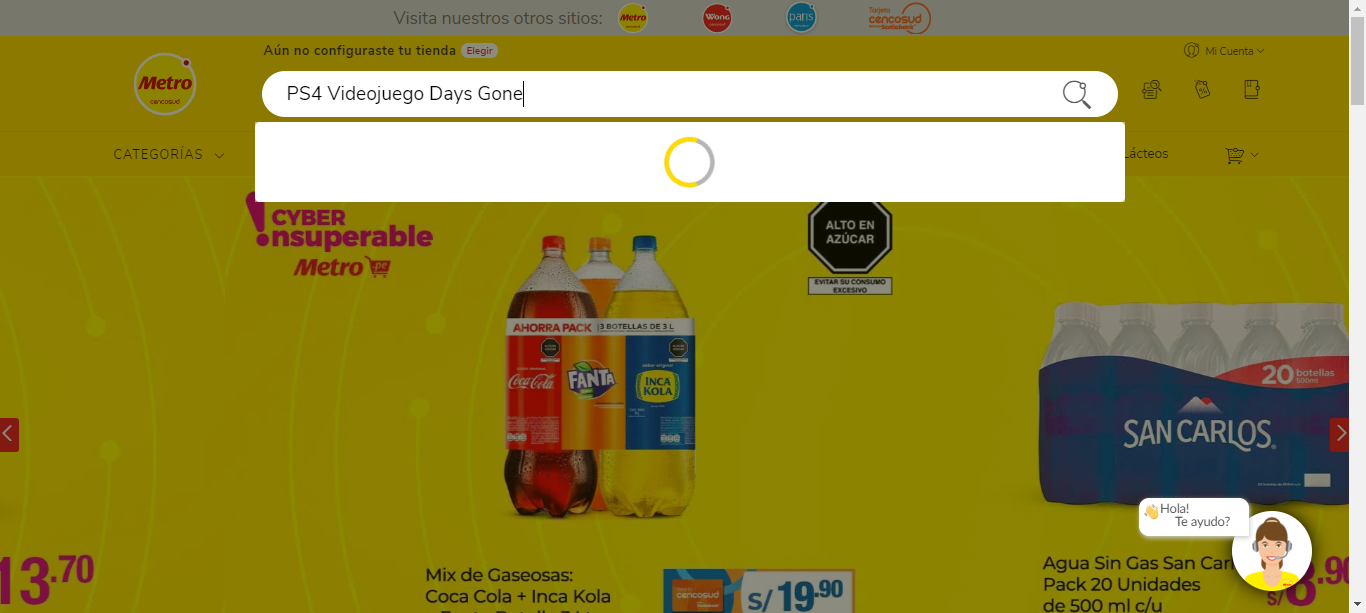 Visita nuestros otros sitios:
Metro
Wong
paris
Tarjeta
cencosud
Scotiabank
Aún no configuraste tu tienda Elegir
Mi Cuenta
Metro
cencosud
PS4 Videojuego Days Gone
CATEGORÍAS
Lácteos
CYBER
Insuperable
Metro pe
ALTO EN
AZÚCAR
EVITAR SU CONSUMO
EXCESIVO
AHORRA PACK 3 BOTELLAS DE 3 L
Coca-Cola
FANTA
INCA
KOLA
20 botellas
500ml
SAN CARLOS
Hola!
Te ayudo?
13.70
Mix de Gaseosas:
Coca Cola + Inca Kola
cencosud
S/ 19.90
Agua Sin Gas San Car
Pack 20 Unidades
de 500 ml c/u
S/ 8.90